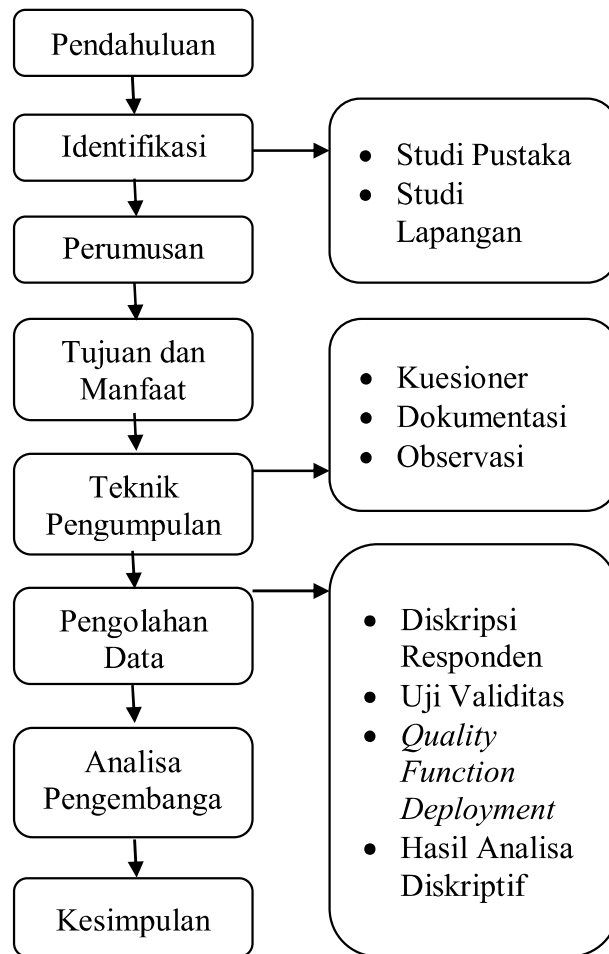 Pendahuluan
Identifikasi
• Studi Pustaka
• Studi
Lapangan
Perumusan
Tujuan dan
Manfaat
• Kuesioner
• Dokumentasi
• Observasi
Teknik
Pengumpulan
Pengolahan
Data
• Diskripsi
Responden
• Uji Validitas
• Quality
Function
Deployment
• Hasil Analisa
Diskriptif
Analisa
Pengembanga
Kesimpulan